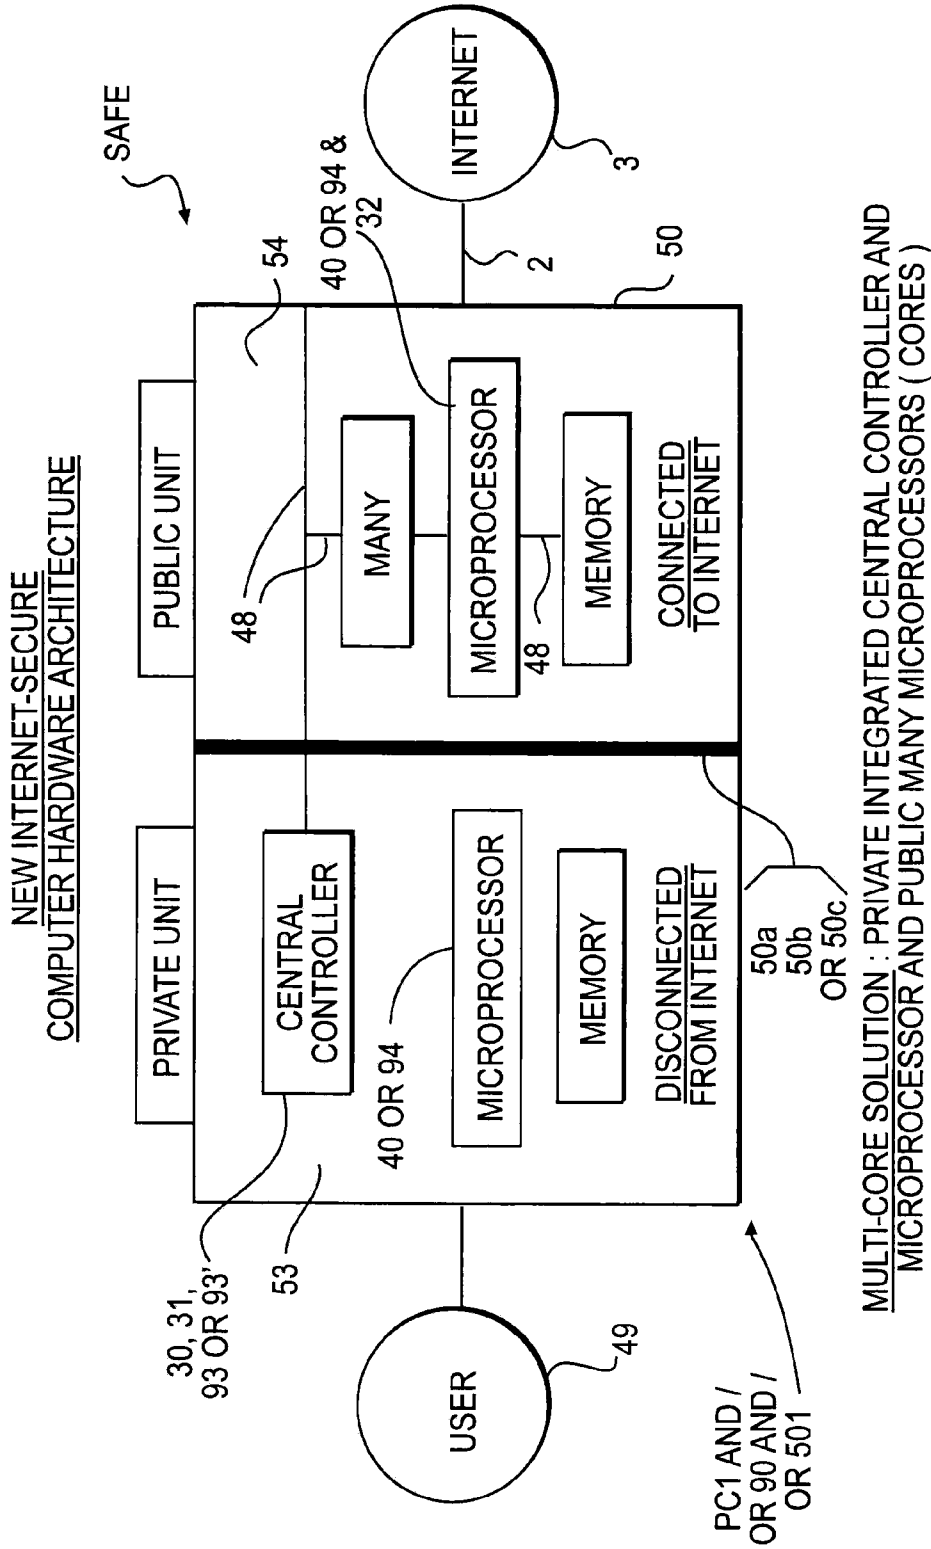 NEW INTERNET-SECURE
COMPUTER HARDWARE ARCHITECTURE
SAFE
PRIVATE UNIT
PUBLIC UNIT
30, 31,
93 OR 93'
53
CENTRAL
CONTROLLER
48
54
40 OR 94 &
32
MANY
USER
49
40 OR 94
MICROPROCESSOR
MICROPROCESSOR
2
INTERNET
3
48
MEMORY
MEMORY
50
DISCONNECTED
FROM INTERNET
CONNECTED
TO INTERNET
PC1 AND /
OR 90 AND /
OR 501
50a
50b
OR 50c
MULTI-CORE SOLUTION : PRIVATE INTEGRATED CENTRAL CONTROLLER AND
MICROPROCESSOR AND PUBLIC MANY MICROPROCESSORS ( CORES )